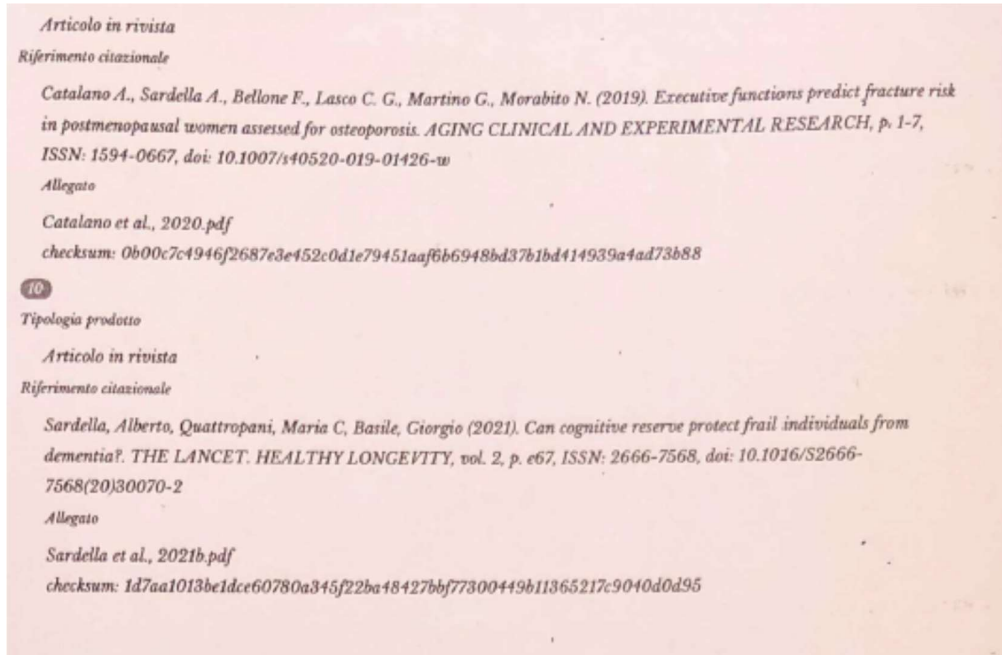 Articolo in rivista
Riferimento citazionale
Catalano A., Sardella A., Bellone F., Lasco C. G., Martino G., Morabito N. (2019). Executive functions predict fracture risk
in postmenopausal women assessed for osteoporosis. AGING CLINICAL AND EXPERIMENTAL RESEARCH, p. 1-7,
ISSN: 1594-0667, doi: 10.1007/s40520-019-01426-w
Allegato
Catalano et al., 2020.pdf
checksum: 0b00c7c4946f2687e3e452c0d1e79451aaf6b6948bd37b1bd414939a4ad73b88
10
Tipologia prodotto
Articolo in rivista
Riferimento citazionale
Sardella, Alberto, Quattropani, Maria C, Basile, Giorgio (2021). Can cognitive reserve protect frail individuals from
dementia?. THE LANCET. HEALTHY LONGEVITY, vol. 2, p. e67, ISSN: 2666-7568, doi: 10.1016/S2666-
7568(20)30070-2
Allegato
Sardella et al., 2021b.pdf
checksum: 1d7aa1013be1dce60780a345f22ba48427bbf77300449b11365217c9040d0d95